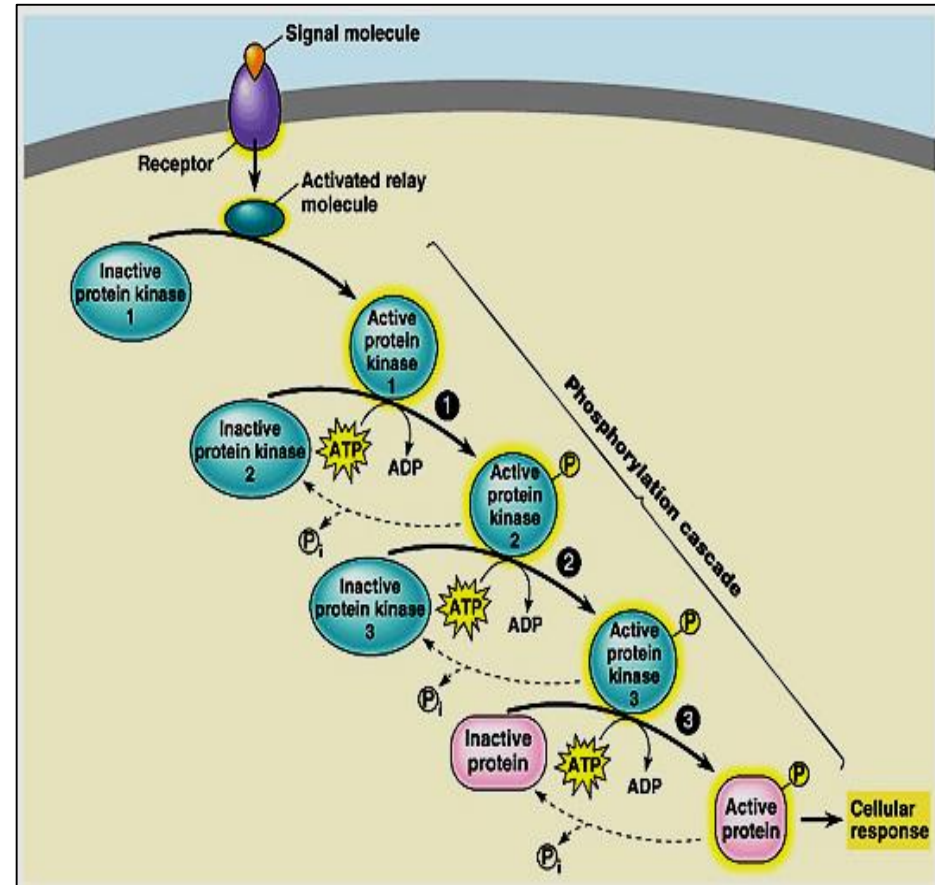 Signal molecule
Receptor
Activated relay
molecule
Inactive
protein kinase
1
Active
protein
kinase
1
Phosphorylation cascade
1
Inactive
protein kinase
2
ATP
ADP
P
Active
protein
kinase
2
Pi
2
Inactive
protein kinase
3
ATP
ADP
P
Active
protein
kinase
3
Pi
3
Inactive
protein
ATP
ADP
P
Active
protein
Cellular
response
Pi